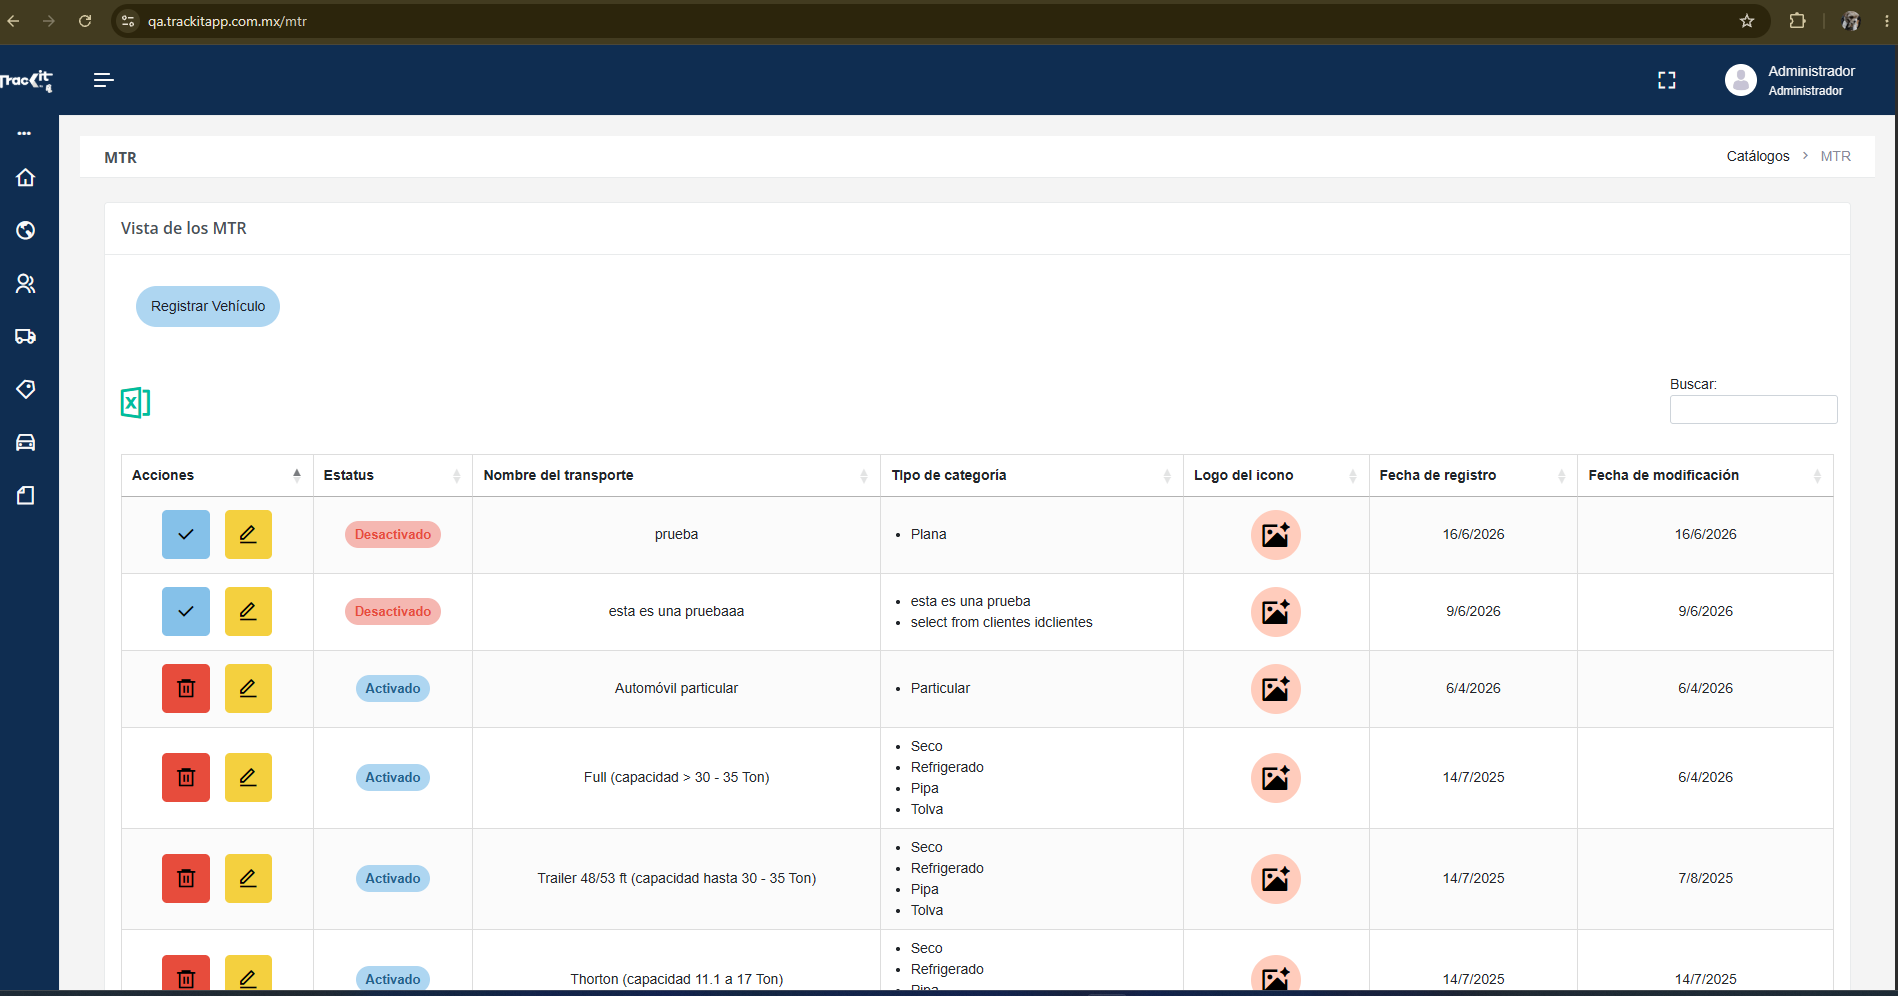 qa.trackitapp.com.mx/mtr
Trackit
Administrador
Administrador
MTR
Catálogos > MTR
Vista de los MTR
Registrar Vehículo
Buscar:
Acciones Estatus Nombre del transporte Tipo de categoría Logo del icono Fecha de registro Fecha de modificación
Desactivado prueba • Plana 16/6/2026 16/6/2026
Desactivado esta es una pruebaaa • esta es una prueba 9/6/2026 9/6/2026
• select from clientes idclientes
Activado Automóvil particular • Particular 6/4/2026 6/4/2026
Activado Full (capacidad > 30 - 35 Ton) • Seco 14/7/2025 6/4/2026
• Refrigerado
• Pipa
• Tolva
Activado Trailer 48/53 ft (capacidad hasta 30 - 35 Ton) • Seco 14/7/2025 7/8/2025
• Refrigerado
• Pipa
• Tolva
Activado Thorton (capacidad 11.1 a 17 Ton) • Seco 14/7/2025 14/7/2025
• Refrigerado
• Pipa